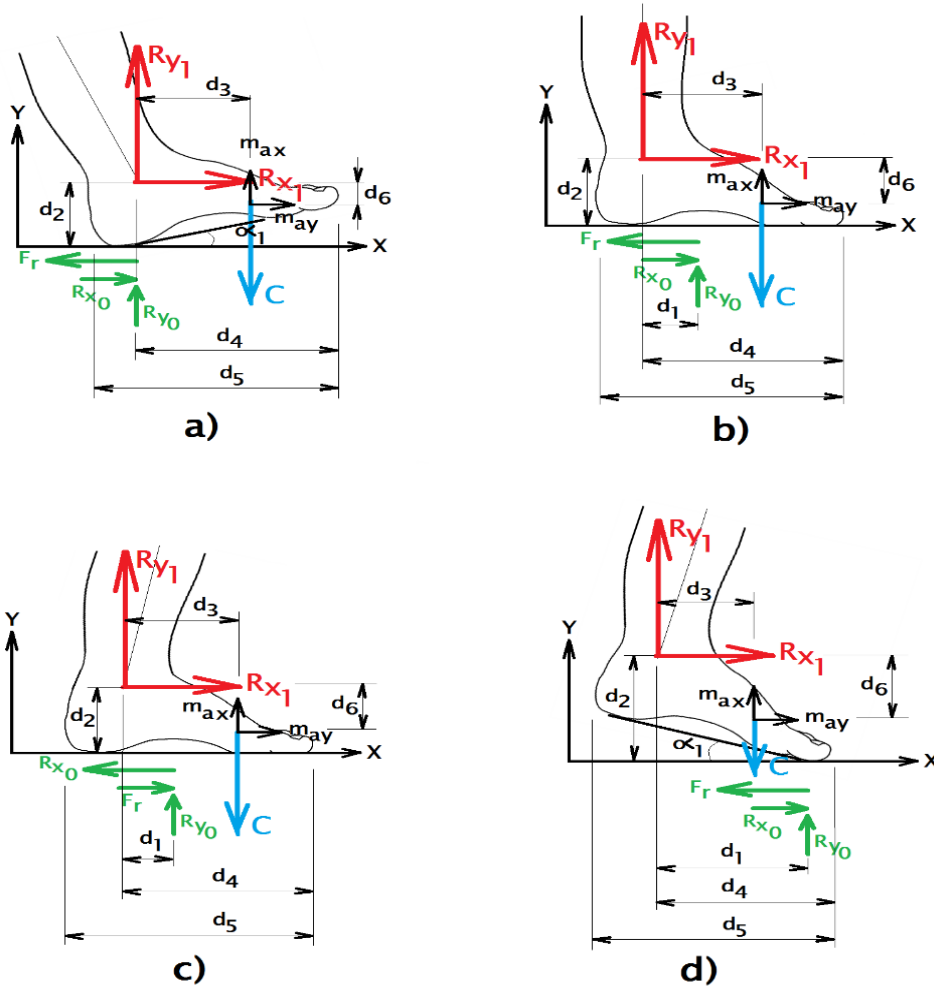 Ry1
d3
Y
max
Rx1
d6
d2
may
α1
X
Fr
Rx0
C
Ry0
d4
d5
a)
Ry1
d3
Y
Rx1
d2
max
d6
may
X
Fr
Rx0
C
Ry0
d1
d4
d5
b)
Ry1
d3
Y
Rx1
d2
max
d6
may
X
Rx0
Fr
C
Ry0
d1
d4
d5
c)
Ry1
d3
Y
Rx1
d2
max
d6
may
α1
C
X
Fr
Rx0
Ry0
d1
d4
d5
d)